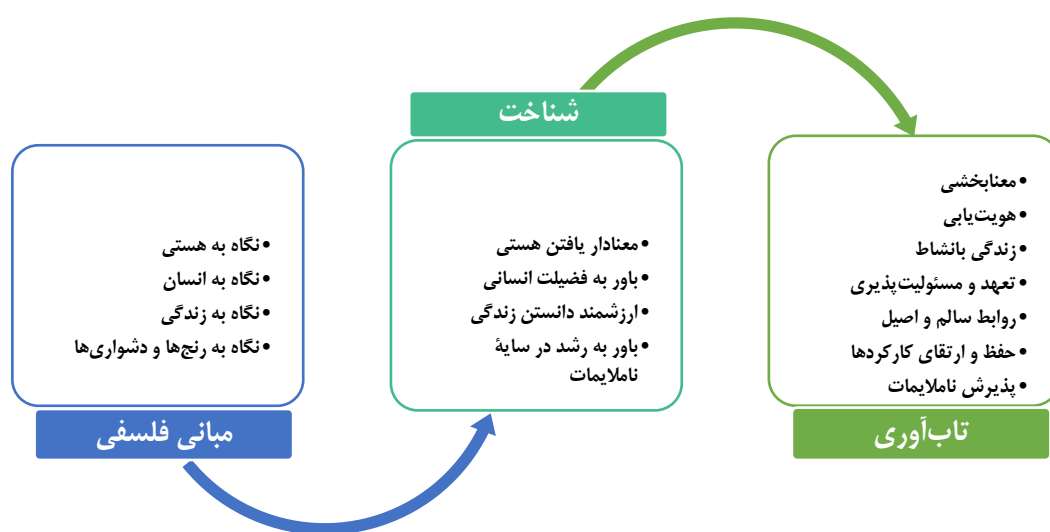 مبانی فلسفی
•نگاه به هستی
•نگاه به انسان
•نگاه به زندگی
•نگاه به رنج‌ها و دشواری‌ها
شناخت
•معنادار یافتن هستی
•باور به فضیلت انسانی
•ارزشمند دانستن زندگی
•باور به رشد در سایۀ
ناملایمات
تاب‌آوری
•معنابخشی
•هویت‌یابی
•زندگی بانشاط
•تعهد و مسئولیت‌پذیری
•روابط سالم و اصیل
•حفظ و ارتقای کارکردها
•پذیرش ناملایمات